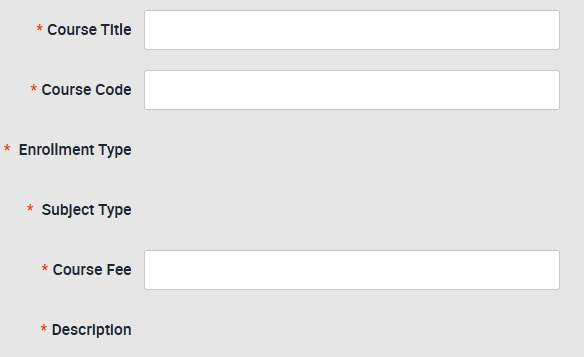 * Course Title
* Course Code
* Enrollment Type
* Subject Type
* Course Fee
* Description